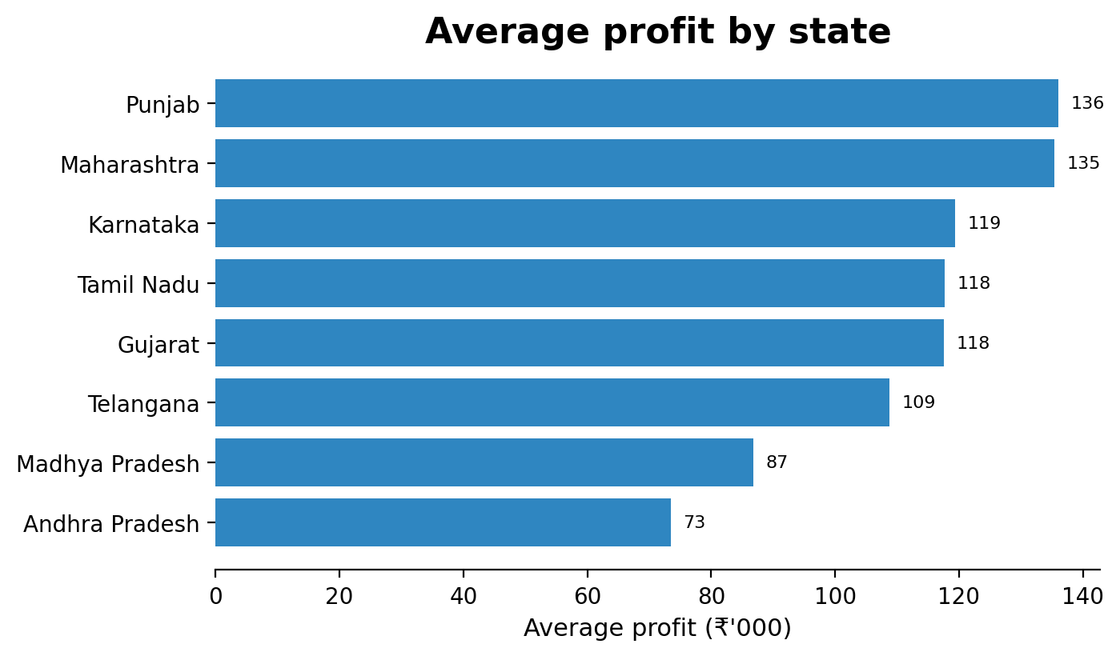 Average profit by state
Punjab 136
Maharashtra 135
Karnataka 119
Tamil Nadu 118
Gujarat 118
Telangana 109
Madhya Pradesh 87
Andhra Pradesh 73
0 20 40 60 80 100 120 140
Average profit (₹'000)